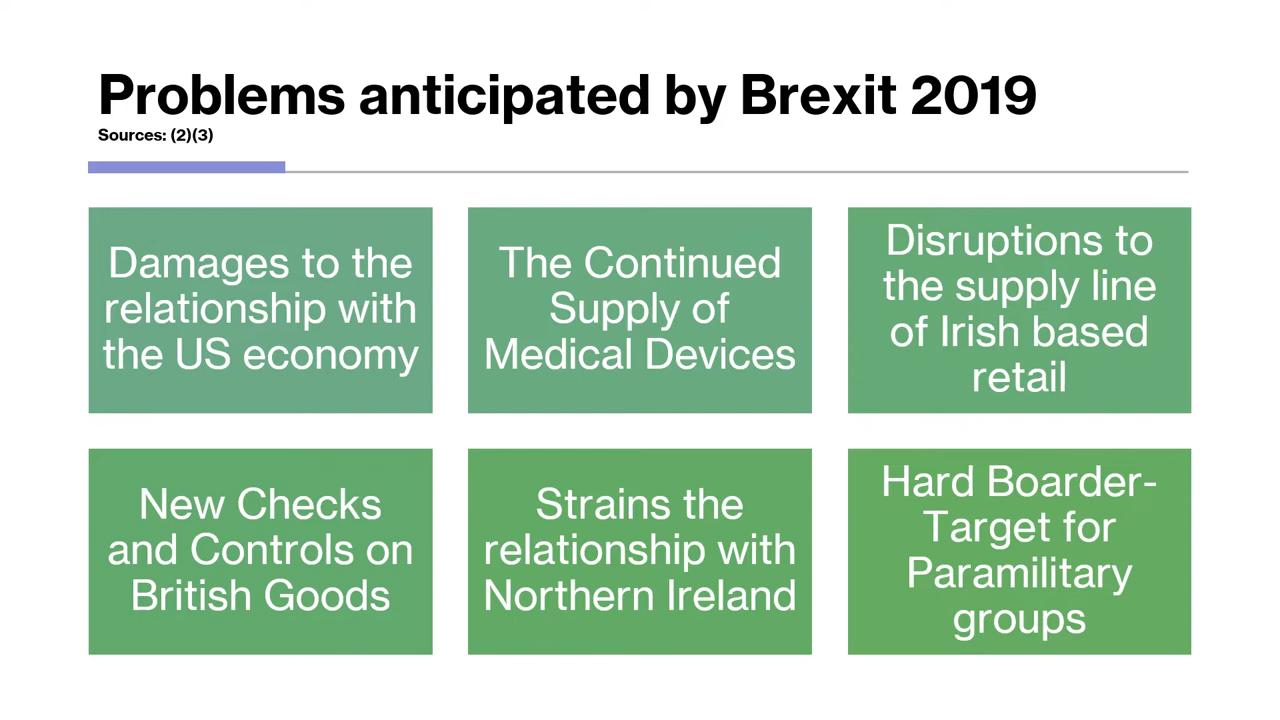 Problems anticipated by Brexit 2019
Sources: (2)(3)
Damages to the
relationship with
the US economy
The Continued
Supply of
Medical Devices
Disruptions to
the supply line
of Irish based
retail
New Checks
and Controls on
British Goods
Strains the
relationship with
Northern Ireland
Hard Boarder-
Target for
Paramilitary
groups